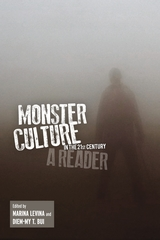 MONSTER
CULTURE
IN THE 21ST CENTURY
A READER
Edited by
MARINA LEVINA and
DIEM-MY T. BUI